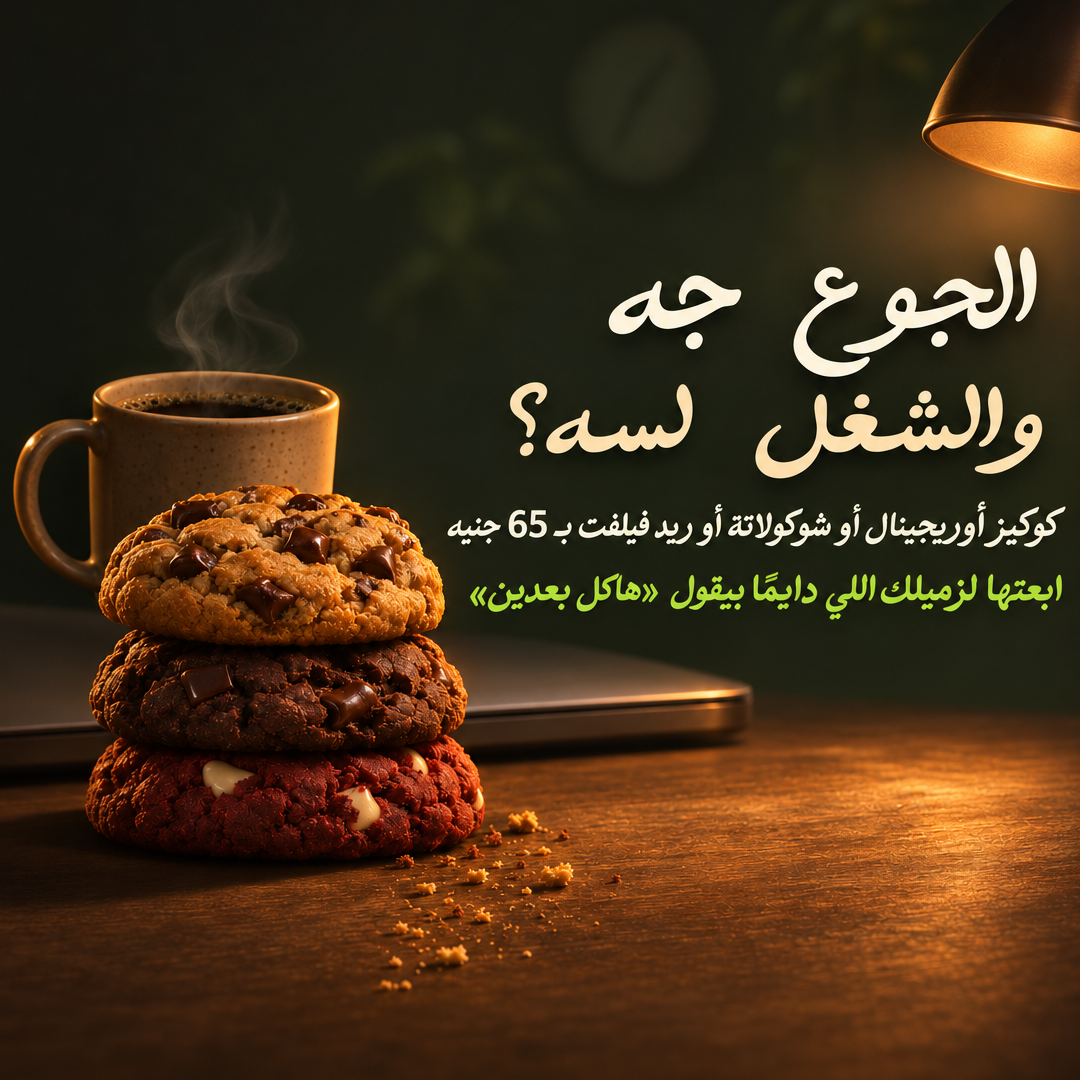 الجوع جه
والشغل لسه؟
كوكيز أوريجينال أو شوكولاتة أو ريد فيلفت بـ 65 جنيه
ابعتها لزميلك اللي دايمًا بيقول «هاكل بعدين»